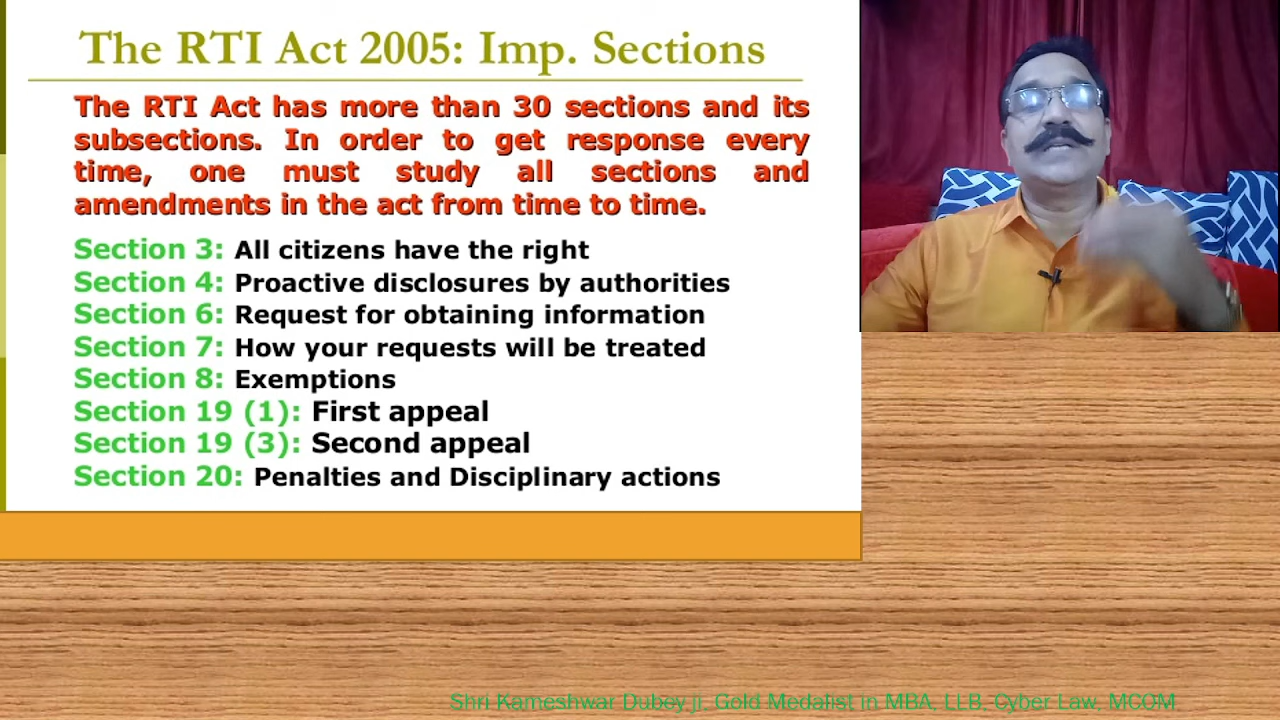 The RTI Act 2005: Imp. Sections
The RTI Act has more than 30 sections and its
subsections. In order to get response every
time, one must study all sections and
amendments in the act from time to time.
Section 3: All citizens have the right
Section 4: Proactive disclosures by authorities
Section 6: Request for obtaining information
Section 7: How your requests will be treated
Section 8: Exemptions
Section 19 (1): First appeal
Section 19 (3): Second appeal
Section 20: Penalties and Disciplinary actions
Shri Kameshwar Dubey ji. Gold Medalist in MBA, LLB, Cyber Law, MCOM